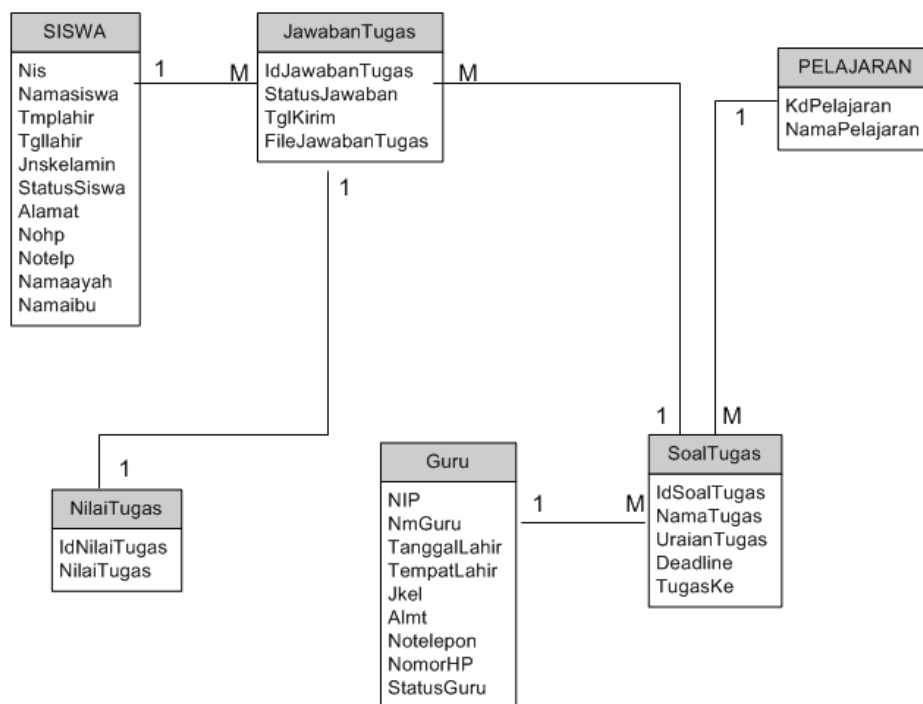 SISWA
Nis
Namasiswa
Tmplahir
Tgllahir
Jnskelamin
StatusSiswa
Alamat
Nohp
Notelp
Namaayah
Namaibu
1
M
JawabanTugas
IdJawabanTugas
StatusJawaban
TglKirim
FileJawabanTugas
M
1
PELAJARAN
KdPelajaran
NamaPelajaran
1
1
M
1
NilaiTugas
IdNilaiTugas
NilaiTugas
Guru
NIP
NmGuru
TanggalLahir
TempatLahir
Jkel
Almt
Notelepon
NomorHP
StatusGuru
1
M
SoalTugas
IdSoalTugas
NamaTugas
UraianTugas
Deadline
TugasKe